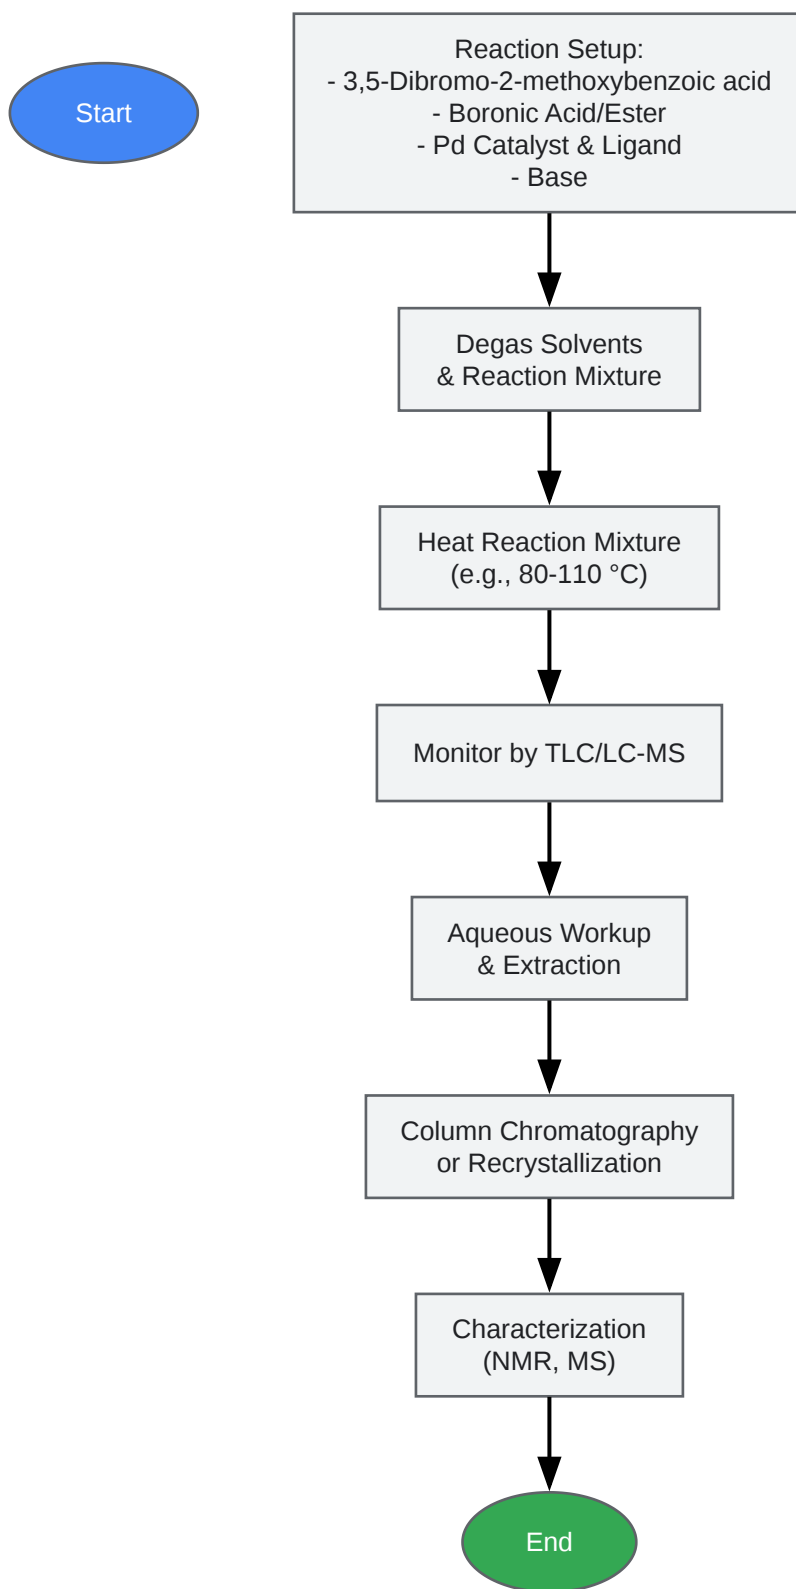 Start
Reaction Setup:
- 3,5-Dibromo-2-methoxybenzoic acid
- Boronic Acid/Ester
- Pd Catalyst & Ligand
- Base
Degas Solvents
& Reaction Mixture
Heat Reaction Mixture
(e.g., 80-110 °C)
Monitor by TLC/LC-MS
Aqueous Workup
& Extraction
Column Chromatography
or Recrystallization
Characterization
(NMR, MS)
End